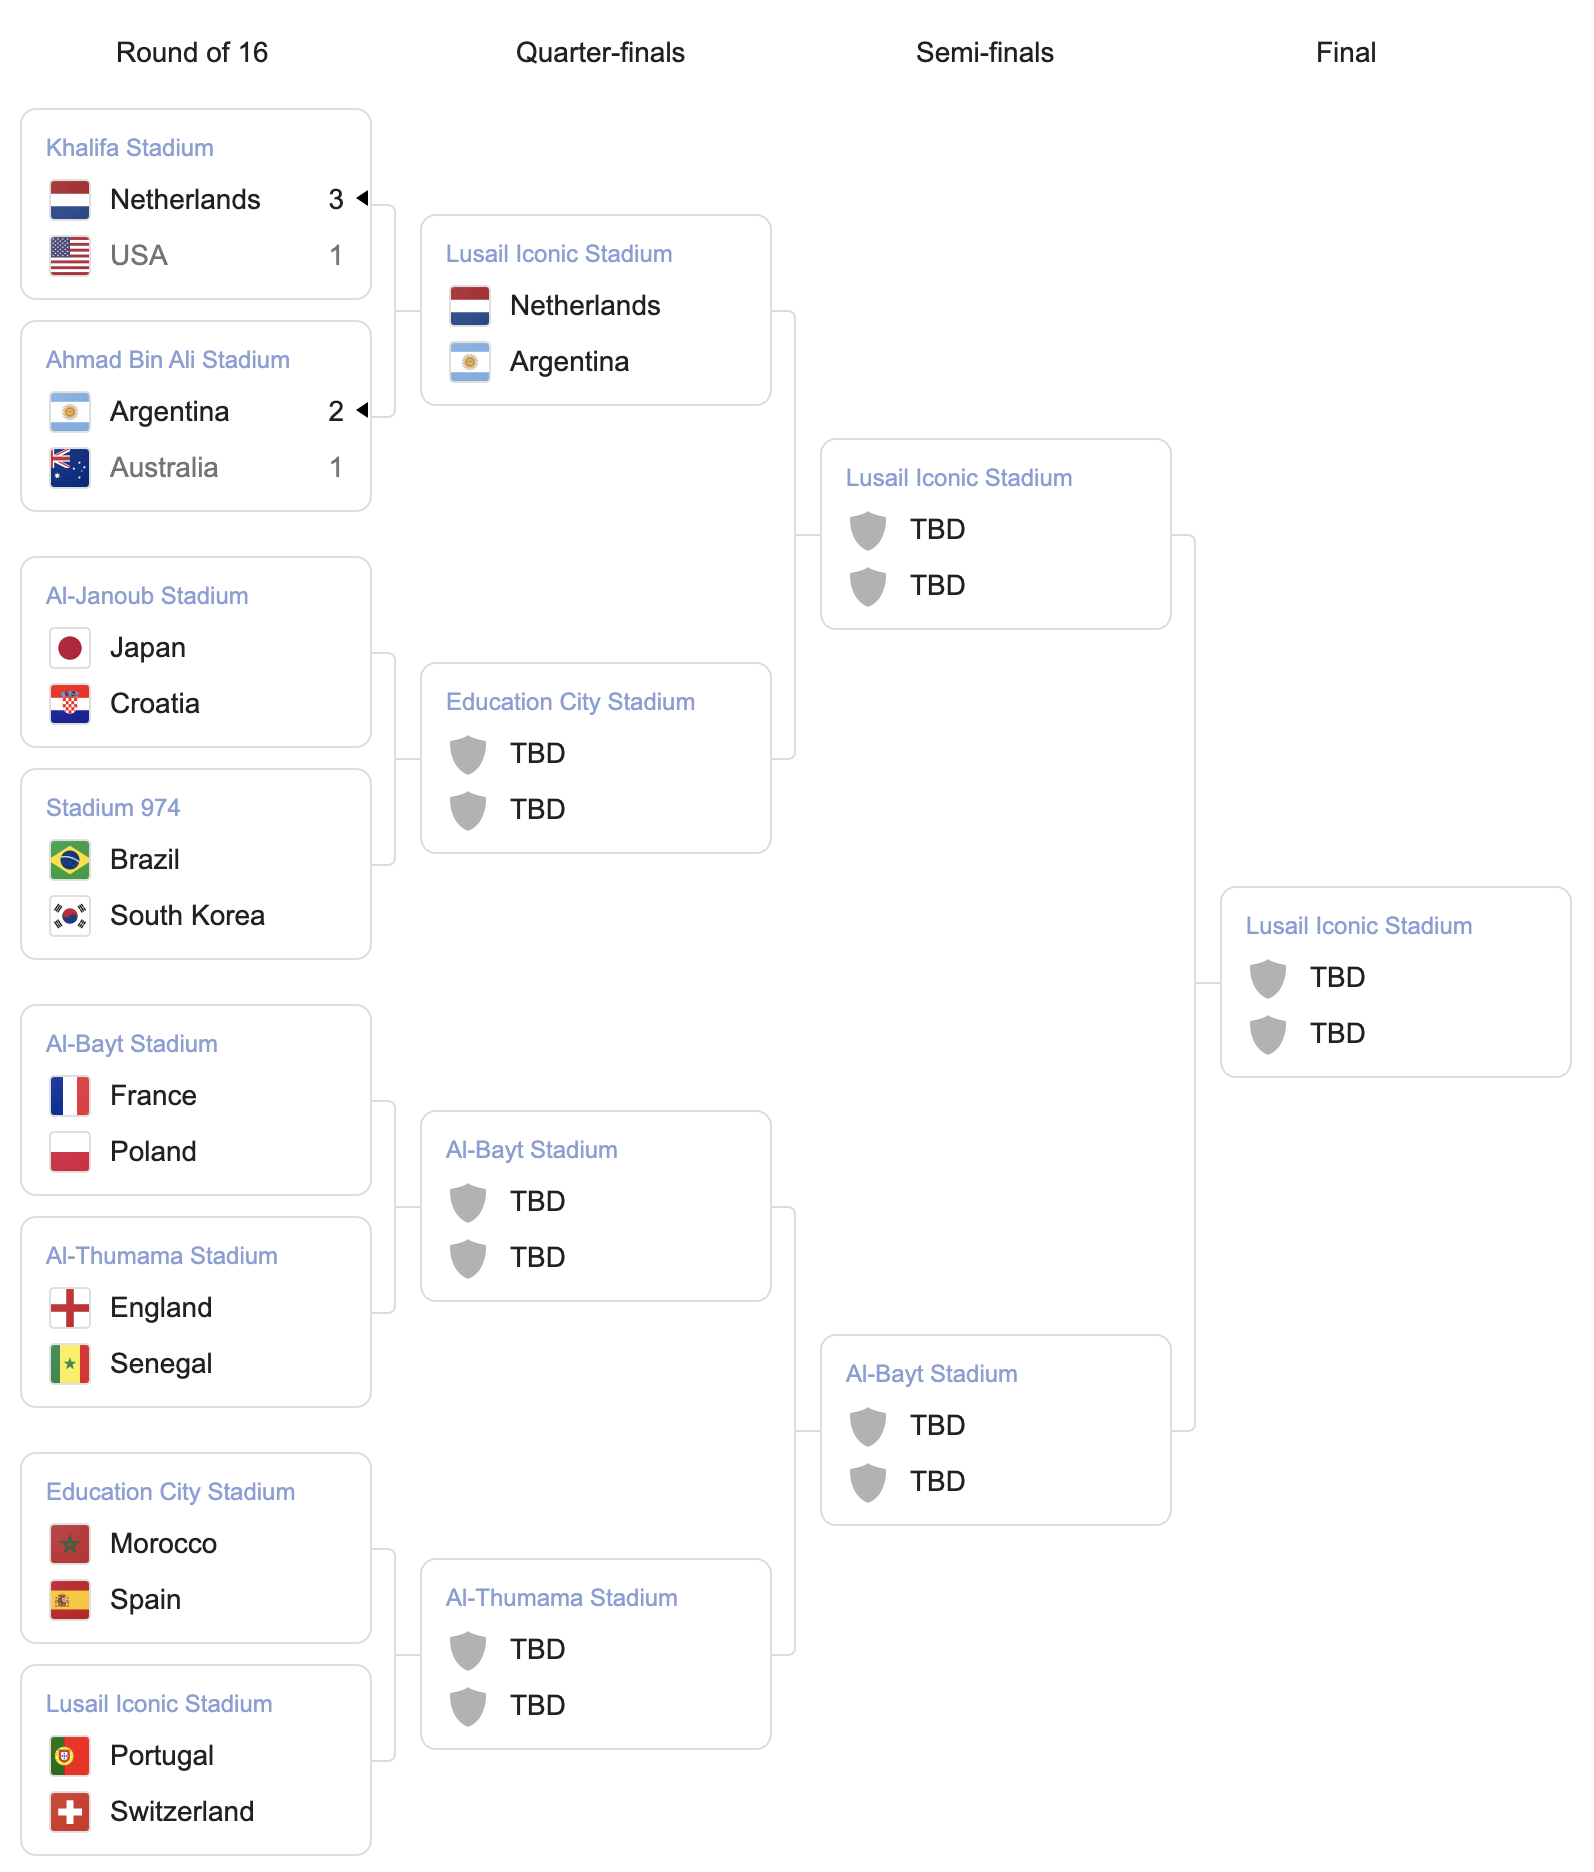 Round of 16
Quarter-finals
Semi-finals
Final
Khalifa Stadium
Netherlands 3
USA 1
Ahmad Bin Ali Stadium
Argentina 2
Australia 1
Al-Janoub Stadium
Japan
Croatia
Stadium 974
Brazil
South Korea
Al-Bayt Stadium
France
Poland
Al-Thumama Stadium
England
Senegal
Education City Stadium
Morocco
Spain
Lusail Iconic Stadium
Portugal
Switzerland
Lusail Iconic Stadium
Netherlands
Argentina
Education City Stadium
TBD
TBD
Al-Bayt Stadium
TBD
TBD
Al-Thumama Stadium
TBD
TBD
Lusail Iconic Stadium
TBD
TBD
Al-Bayt Stadium
TBD
TBD
Lusail Iconic Stadium
TBD
TBD